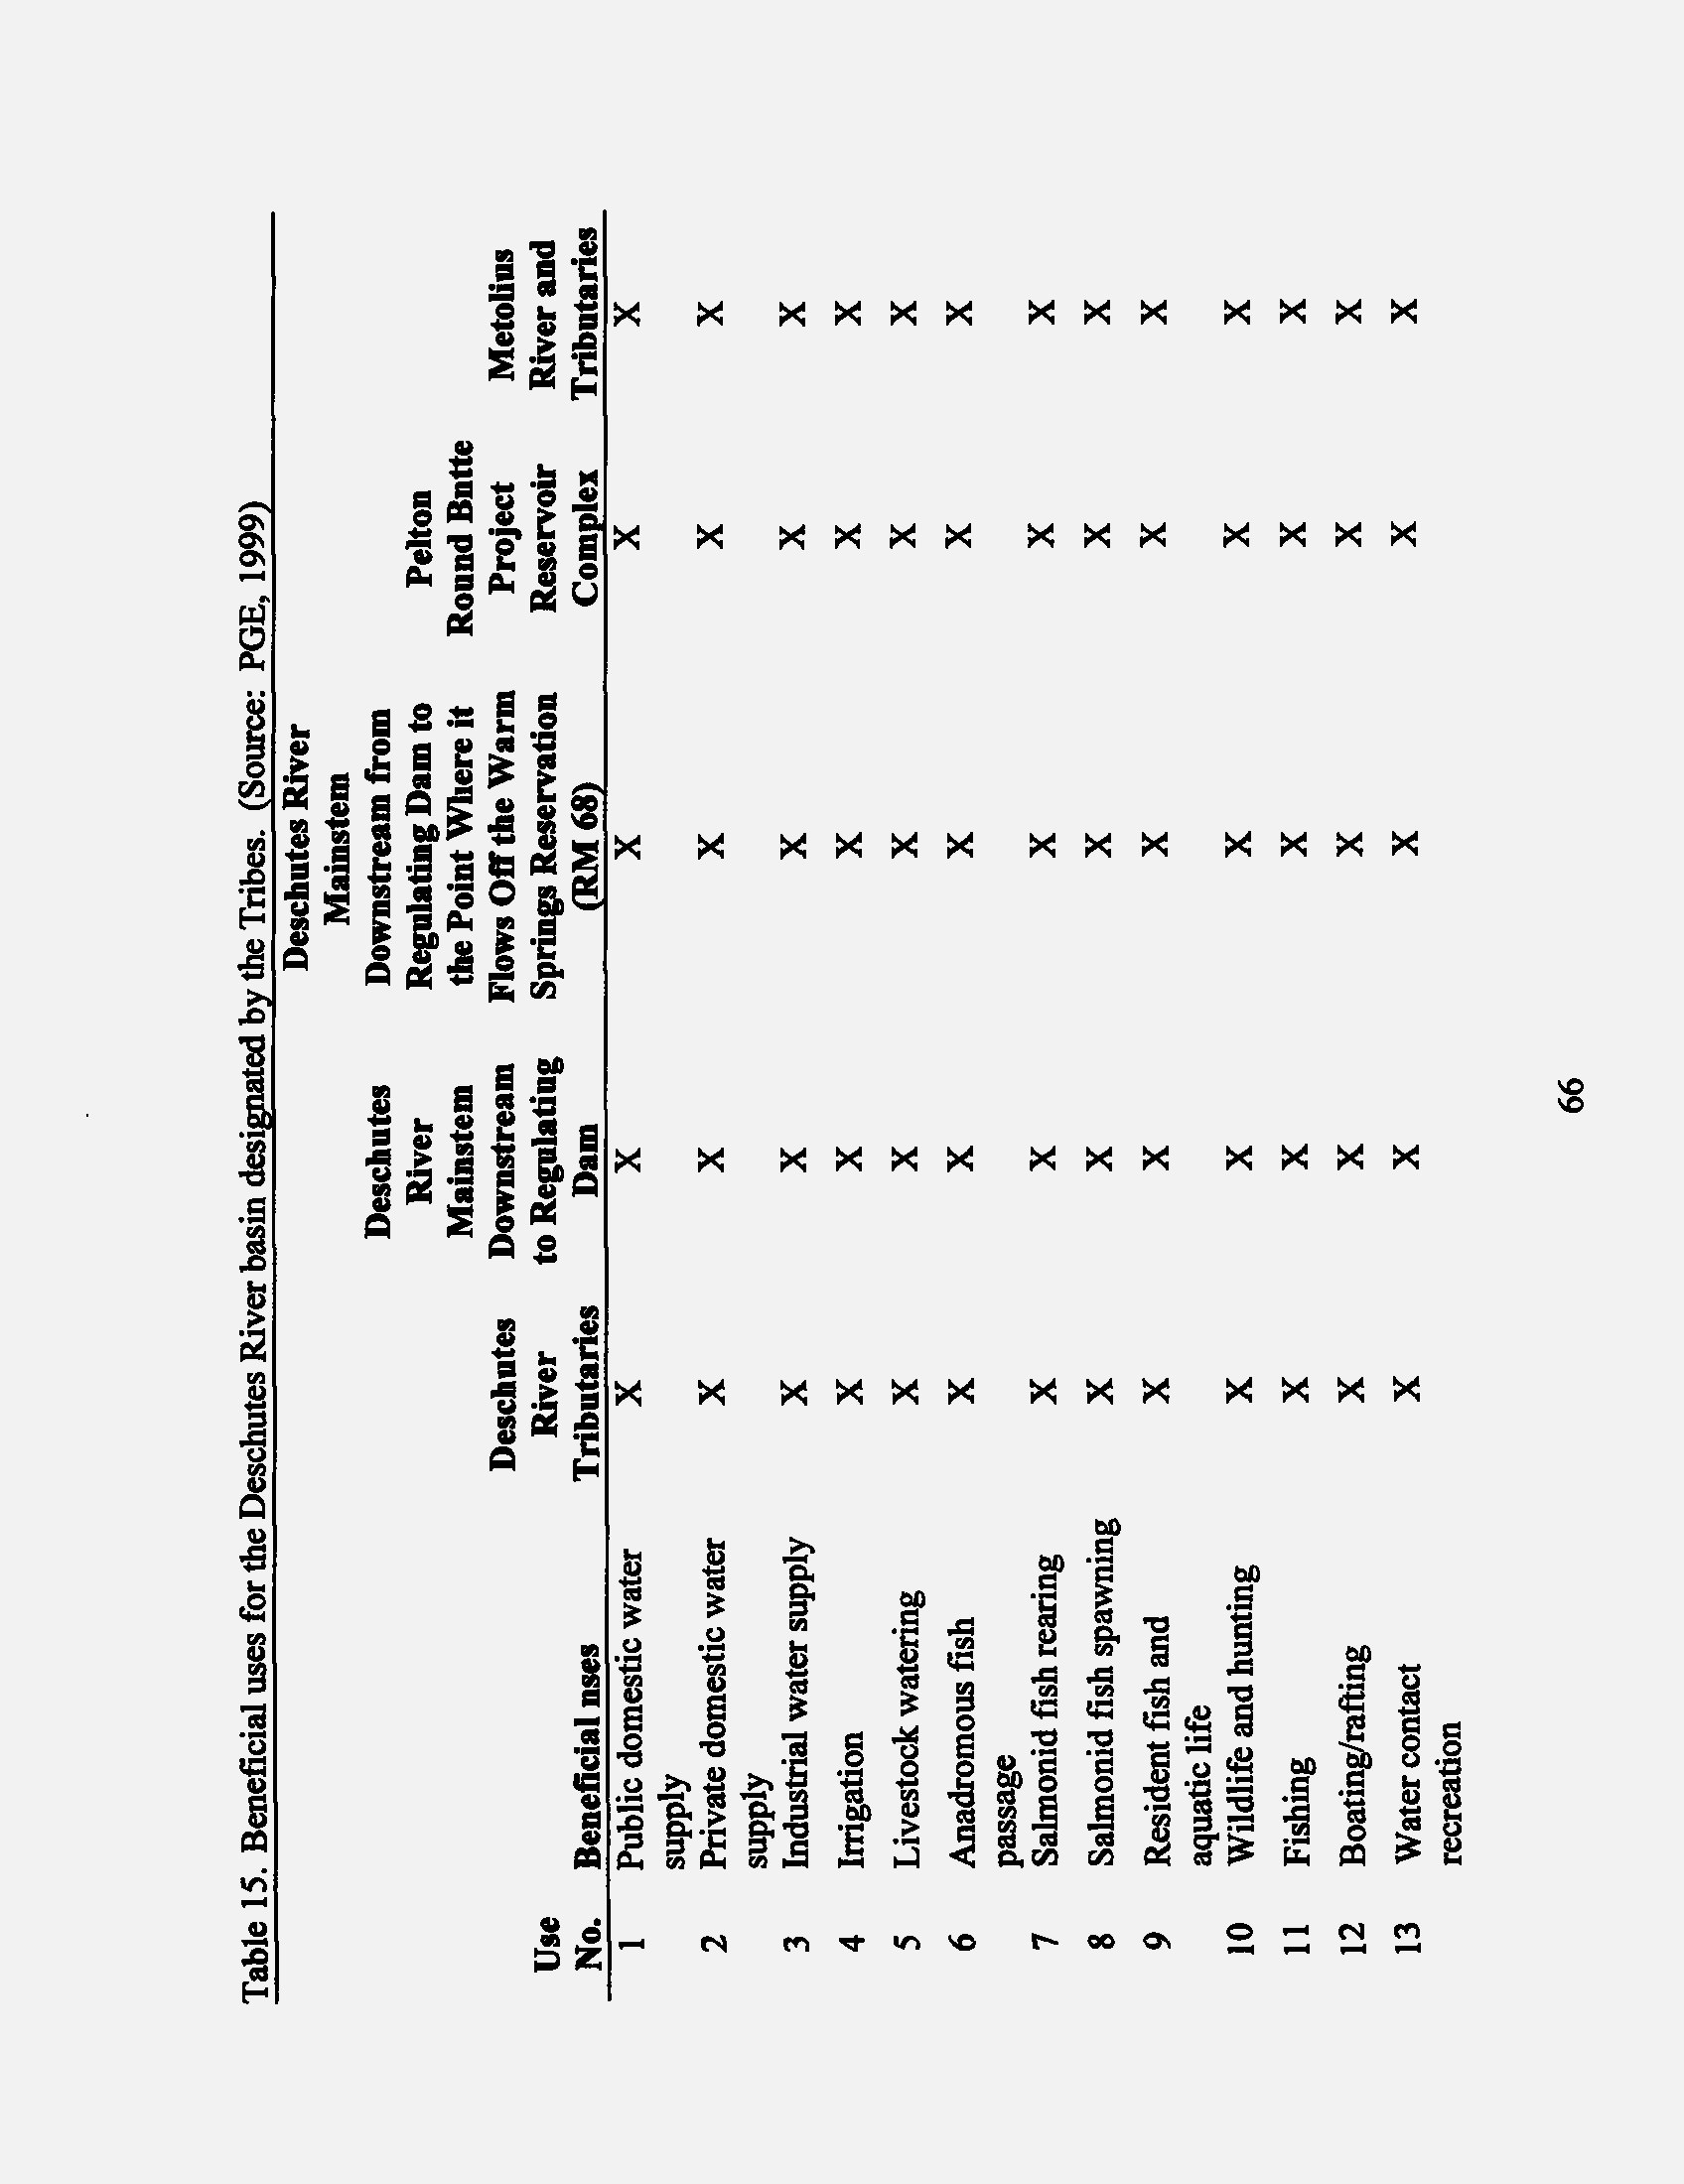 Table 15. Beneficial uses for the Deschutes River basin designated by the Tribes. (Source: PGE, 1999)
Deschutes River
Mainstem
Deschutes Downstream from
River Regulating Dam to Pelton
Mainstem the Point Where it Round Bntte
Deschutes Downstream Flows Off the Warm Project Metolius
Use River to Regulatiug Springs Reservation Reservoir River and
No. Beneficial nses Tributaries Dam (RM 68) Complex Tributaries
1 Public domestic water X X X X X
supply
2 Private domestic water X X X X X
supply
3 Industrial water supply X X X X X
4 Irrigation X X X X X
5 Livestock watering X X X X X
6 Anadromous fish X X X X X
passage
7 Salmonid fish rearing X X X X X
8 Salmonid fish spawning X X X X X
9 Resident fish and X X X X X
aquatic life
10 Wildlife and hunting X X X X X
11 Fishing X X X X X
12 Boating/rafting X X X X X
13 Water contact X X X X X
recreation
66